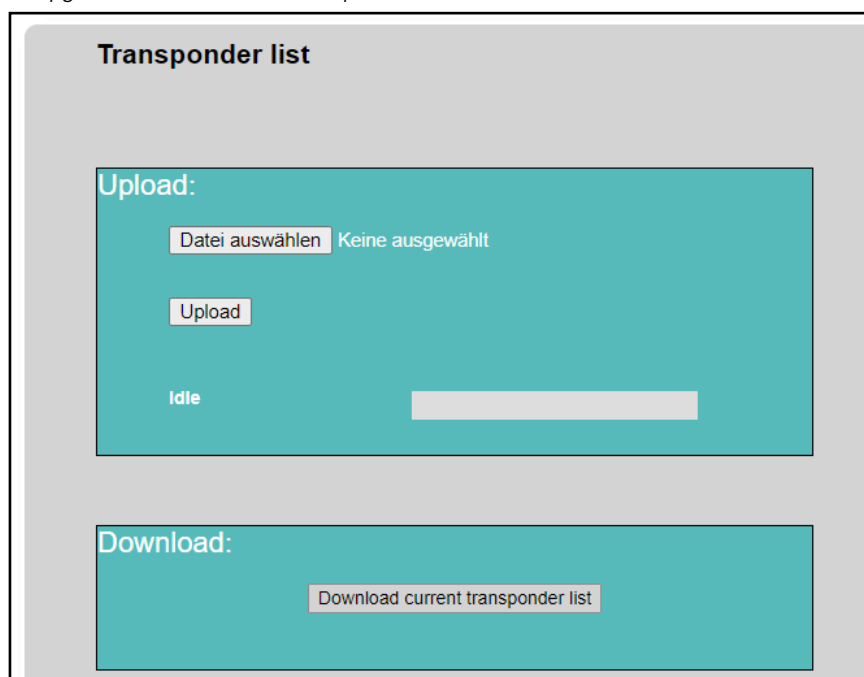 Transponder list
Upload:
Datei auswählen Keine ausgewählt
Upload
Idle
Download:
Download current transponder list